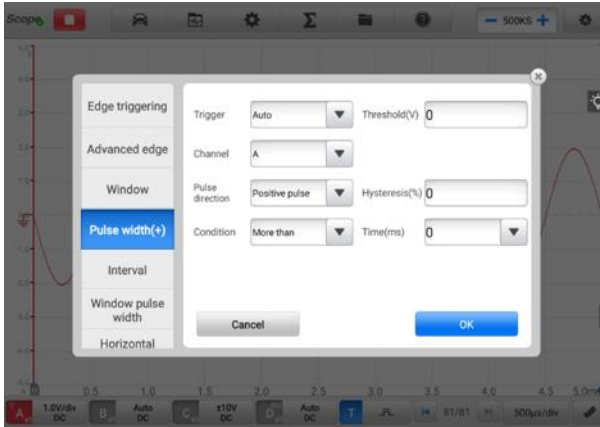 Scope
500KS
Edge triggering
Advanced edge
Window
Pulse width(+)
Interval
Window pulse
width
Horizontal
Trigger Auto Threshold(V) 0
Channel A
Pulse
direction Positive pulse Hysteresis(%) 0
Condition More than Time(ms) 0
Cancel OK
0.5 1.0 1.5 2.0 2.5 3.0 3.5 4.0 4.5 5.0m
A 1.0V/div DC B Auto DC C ±10V DC D Auto DC T 81/81 500μs/div